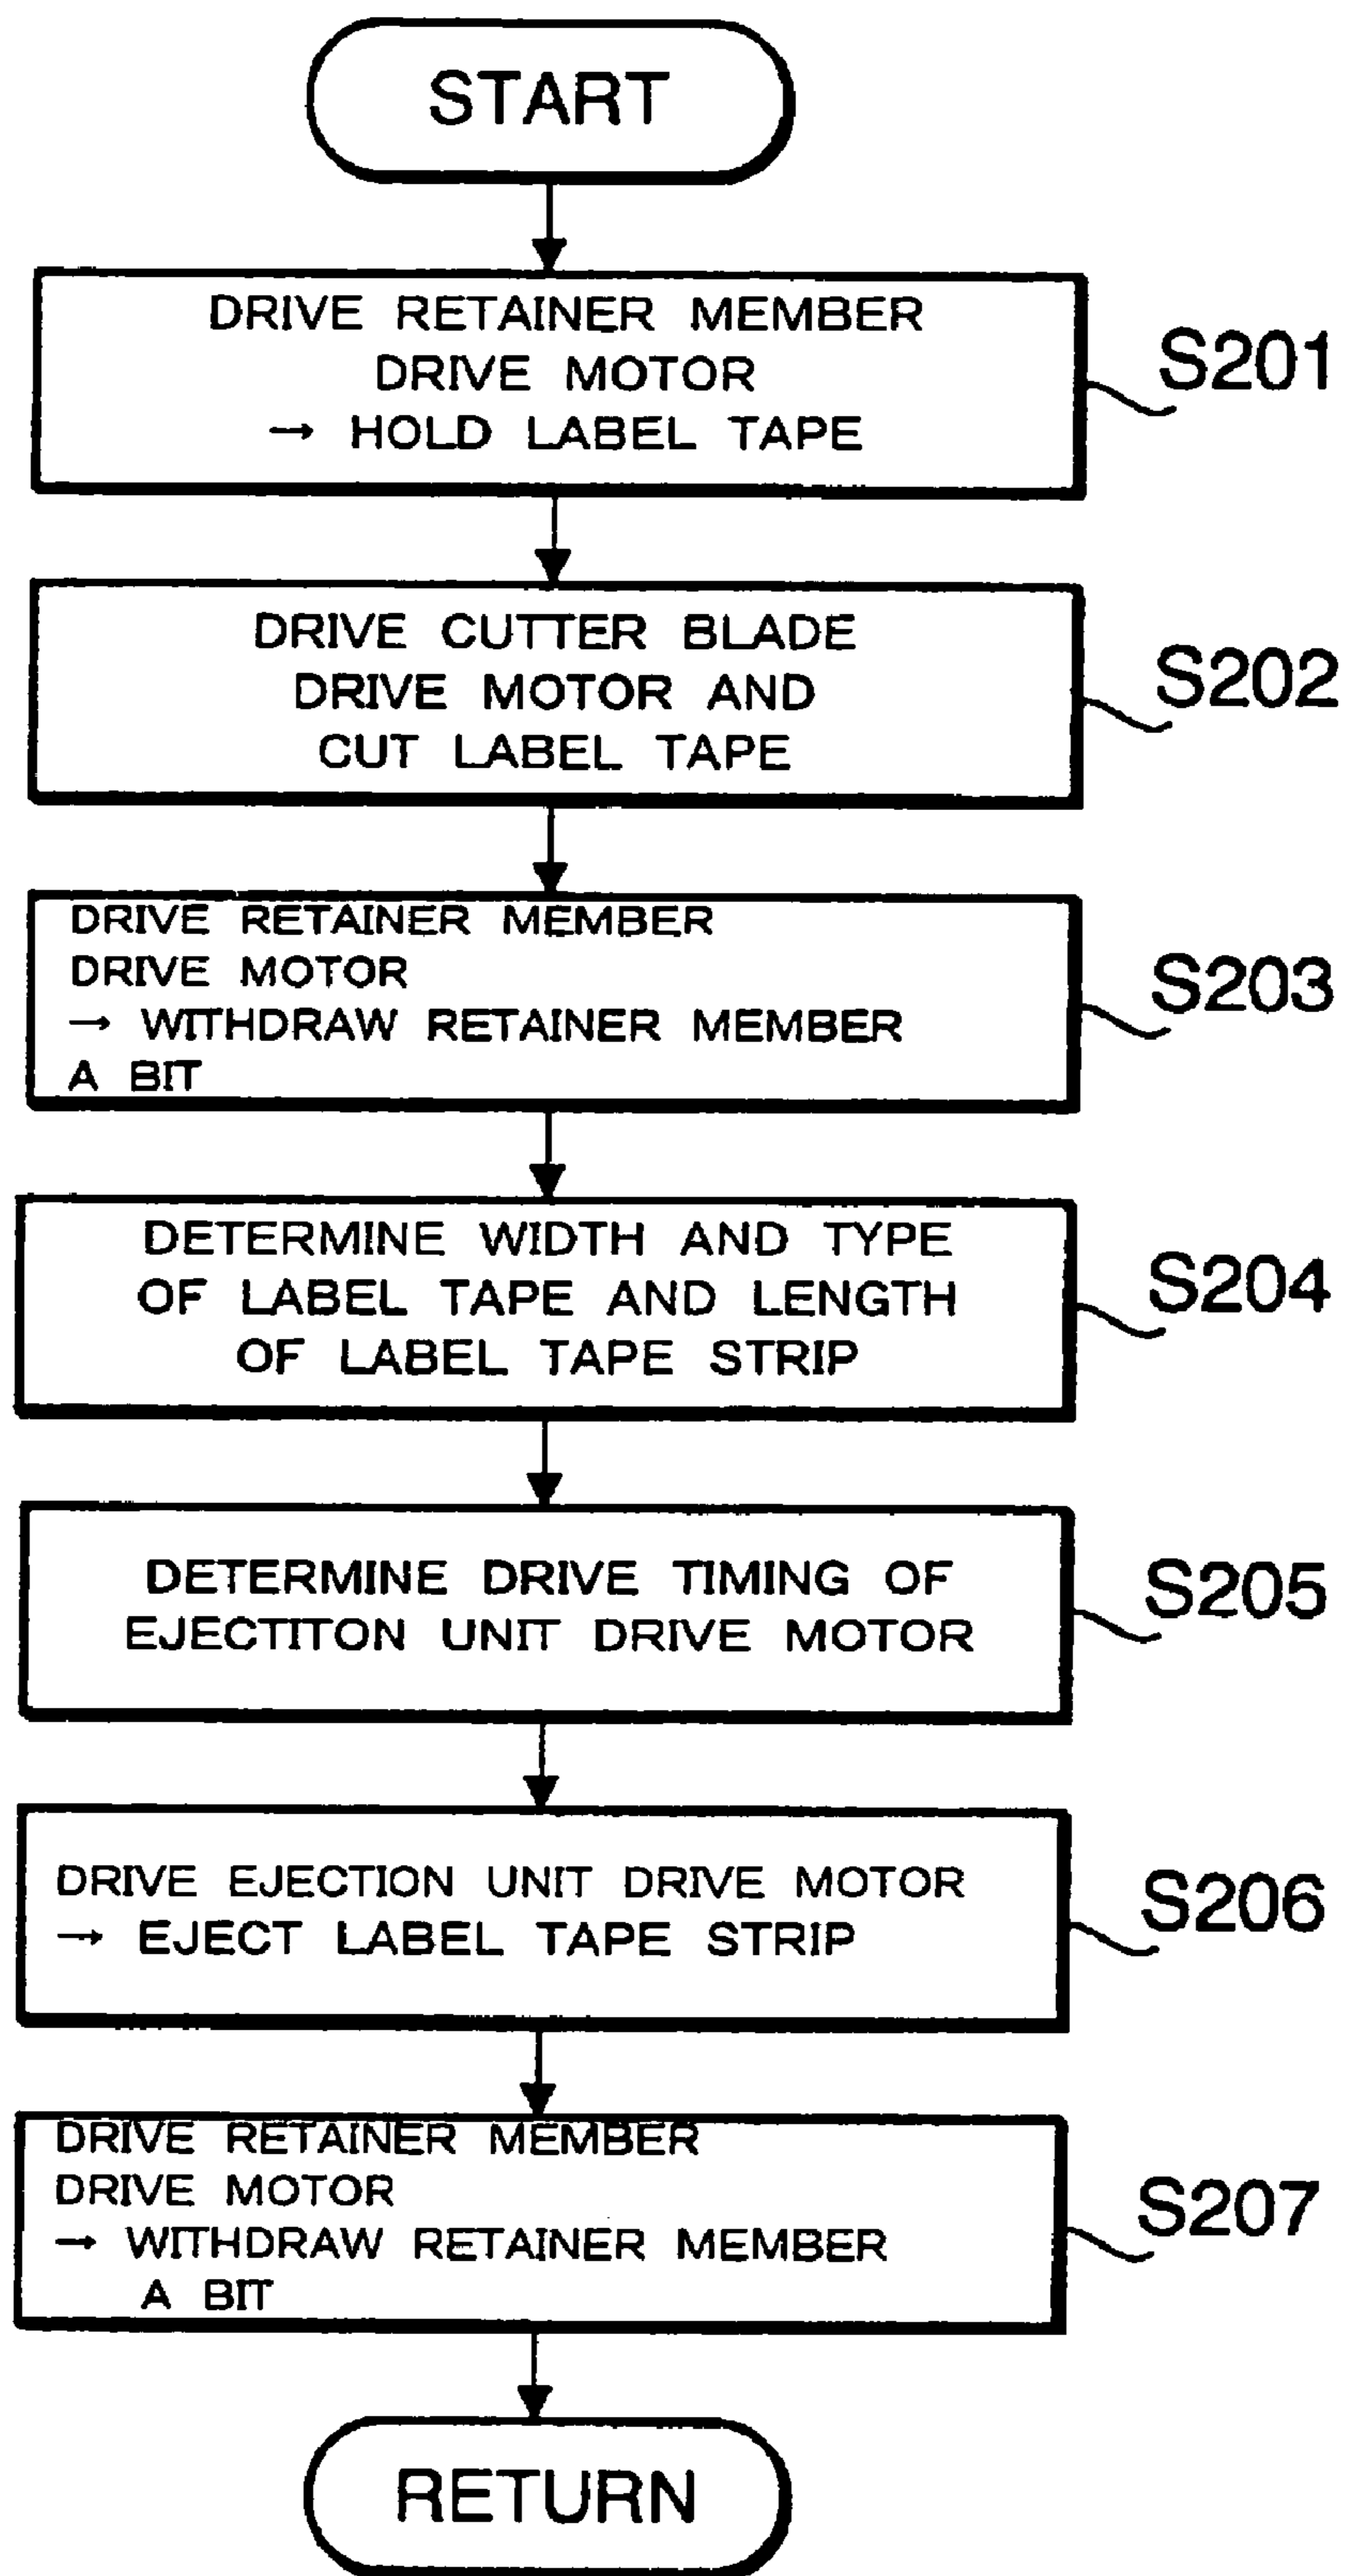 START
DRIVE RETAINER MEMBER
DRIVE MOTOR
→ HOLD LABEL TAPE
S201
DRIVE CUTTER BLADE
DRIVE MOTOR AND
CUT LABEL TAPE
S202
DRIVE RETAINER MEMBER
DRIVE MOTOR
→ WITHDRAW RETAINER MEMBER
A BIT
S203
DETERMINE WIDTH AND TYPE
OF LABEL TAPE AND LENGTH
OF LABEL TAPE STRIP
S204
DETERMINE DRIVE TIMING OF
EJECTITON UNIT DRIVE MOTOR
S205
DRIVE EJECTION UNIT DRIVE MOTOR
→ EJECT LABEL TAPE STRIP
S206
DRIVE RETAINER MEMBER
DRIVE MOTOR
→ WITHDRAW RETAINER MEMBER
A BIT
S207
RETURN